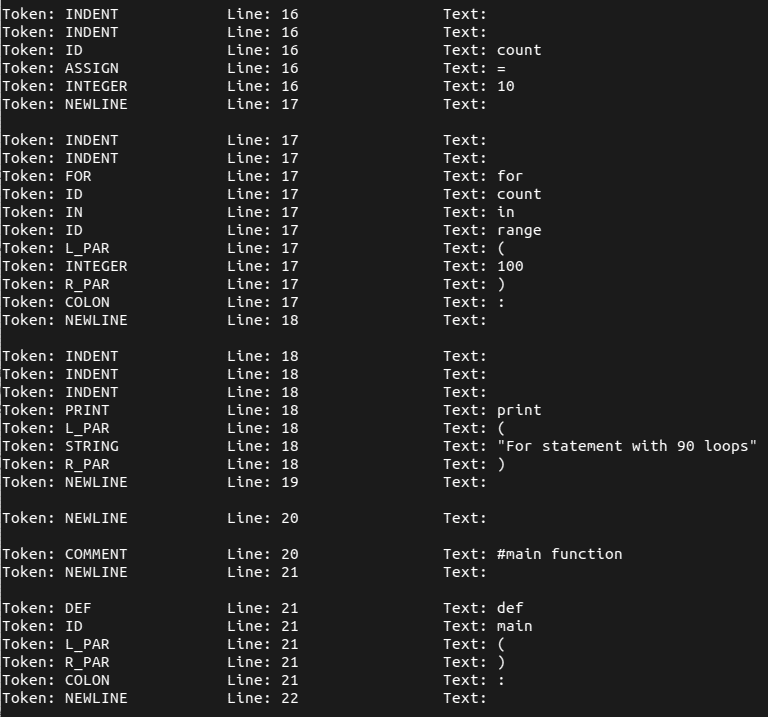 Token: INDENT Line: 16 Text:
Token: INDENT Line: 16 Text:
Token: ID Line: 16 Text: count
Token: ASSIGN Line: 16 Text: =
Token: INTEGER Line: 16 Text: 10
Token: NEWLINE Line: 17 Text:
Token: INDENT Line: 17 Text:
Token: INDENT Line: 17 Text:
Token: FOR Line: 17 Text: for
Token: ID Line: 17 Text: count
Token: IN Line: 17 Text: in
Token: ID Line: 17 Text: range
Token: L_PAR Line: 17 Text: (
Token: INTEGER Line: 17 Text: 100
Token: R_PAR Line: 17 Text: )
Token: COLON Line: 17 Text: :
Token: NEWLINE Line: 18 Text:
Token: INDENT Line: 18 Text:
Token: INDENT Line: 18 Text:
Token: INDENT Line: 18 Text:
Token: PRINT Line: 18 Text: print
Token: L_PAR Line: 18 Text: (
Token: STRING Line: 18 Text: "For statement with 90 loops"
Token: R_PAR Line: 18 Text: )
Token: NEWLINE Line: 19 Text:
Token: NEWLINE Line: 20 Text:
Token: COMMENT Line: 20 Text: #main function
Token: NEWLINE Line: 21 Text:
Token: DEF Line: 21 Text: def
Token: ID Line: 21 Text: main
Token: L_PAR Line: 21 Text: (
Token: R_PAR Line: 21 Text: )
Token: COLON Line: 21 Text: :
Token: NEWLINE Line: 22 Text: